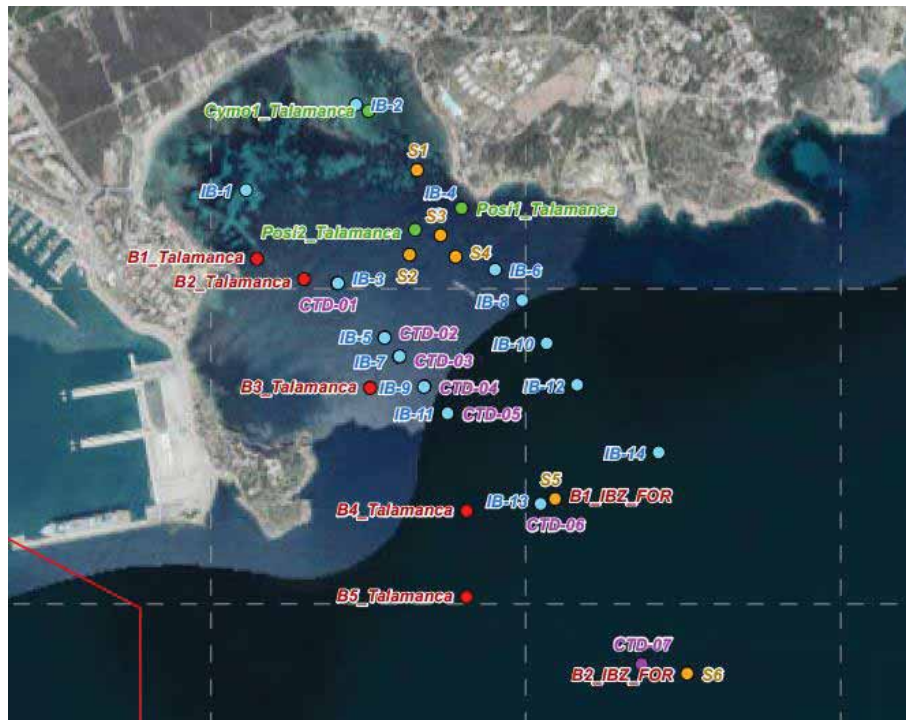 Cymo1_Talamanca
IB-2
S1
IB-1
IB-4
Posi1_Talamanca
S3
Posi2_Talamanca
B1_Talamanca
S4
S2
IB-6
B2_Talamanca
IB-3
CTD-01
IB-8
IB-5
CTD-02
IB-10
IB-7
CTD-03
B3_Talamanca
IB-9
CTD-04
IB-12
IB-11
CTD-05
IB-14
S5
IB-13
B1_IBZ_FOR
B4_Talamanca
CTD-06
B5_Talamanca
CTD-07
B2_IBZ_FOR
S6